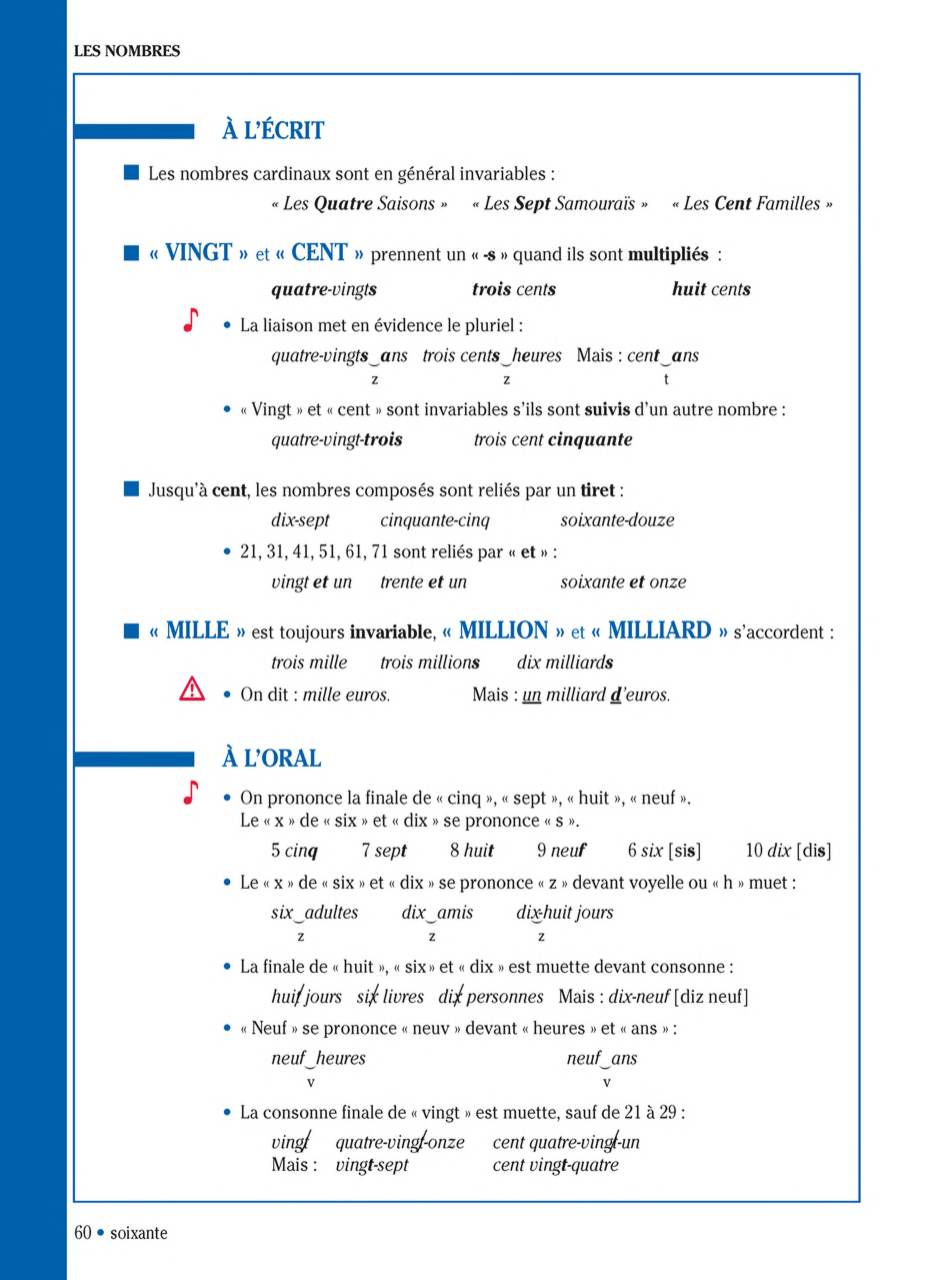 LES NOMBRES
À L'ÉCRIT
Les nombres cardinaux sont en général invariables :
« Les Quatre Saisons » « Les Sept Samouraïs » « Les Cent Familles »
« VINGT » et « CENT » prennent un « -s » quand ils sont multipliés :
quatre-vingts trois cents huit cents
• La liaison met en évidence le pluriel :
quatre-vingts‿ans trois cents‿heures Mais : cent‿ans
z z t
• « Vingt » et « cent » sont invariables s'ils sont suivis d'un autre nombre :
quatre-vingt-trois trois cent cinquante
Jusqu'à cent, les nombres composés sont reliés par un tiret :
dix-sept cinquante-cinq soixante-douze
• 21, 31, 41, 51, 61, 71 sont reliés par « et » :
vingt et un trente et un soixante et onze
« MILLE » est toujours invariable, « MILLION » et « MILLIARD » s'accordent :
trois mille trois millions dix milliards
• On dit : mille euros. Mais : un milliard d'euros.
À L'ORAL
• On prononce la finale de « cinq », « sept », « huit », « neuf ».
Le « x » de « six » et « dix » se prononce « s ».
5 cinq 7 sept 8 huit 9 neuf 6 six [sis] 10 dix [dis]
• Le « x » de « six » et « dix » se prononce « z » devant voyelle ou « h » muet :
six‿adultes dix‿amis dix-huit jours
z z z
• La finale de « huit », « six » et « dix » est muette devant consonne :
huit jours six livres dix personnes Mais : dix-neuf [diz neuf]
• « Neuf » se prononce « neuv » devant « heures » et « ans » :
neuf‿heures neuf‿ans
v v
• La consonne finale de « vingt » est muette, sauf de 21 à 29 :
vingt quatre-vingt-onze cent quatre-vingt-un
Mais : vingt-sept cent vingt-quatre
60 • soixante